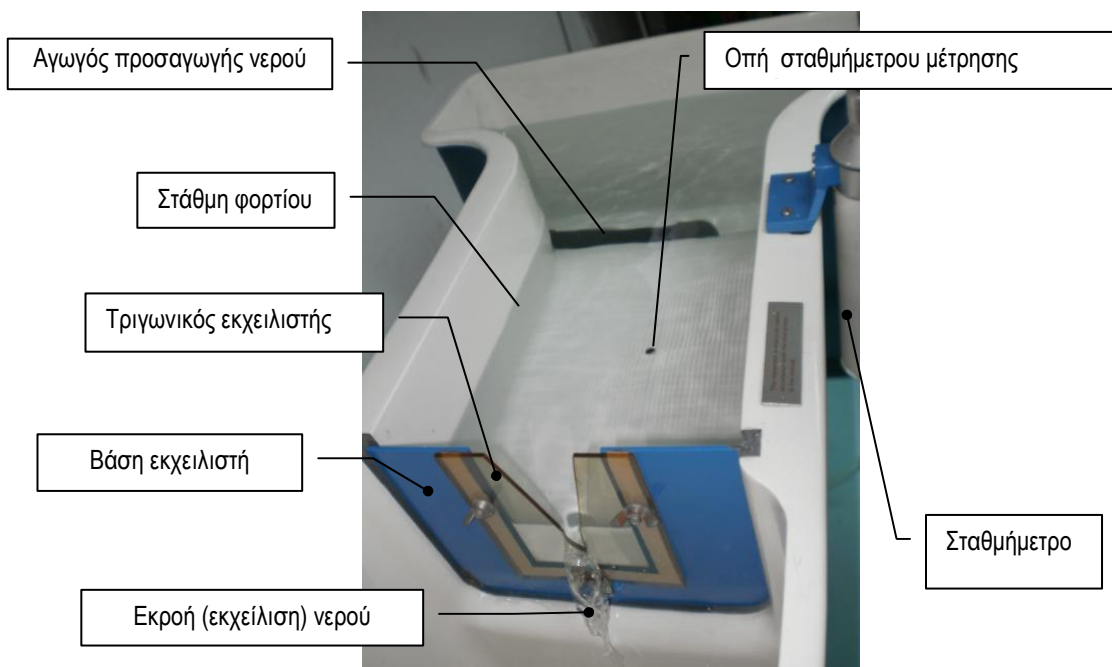 Αγωγός προσαγωγής νερού
Οπή σταθμήμετρου μέτρησης
Στάθμη φορτίου
Τριγωνικός εκχειλιστής
Βάση εκχειλιστή
Σταθμήμετρο
Εκροή (εκχείλιση) νερού